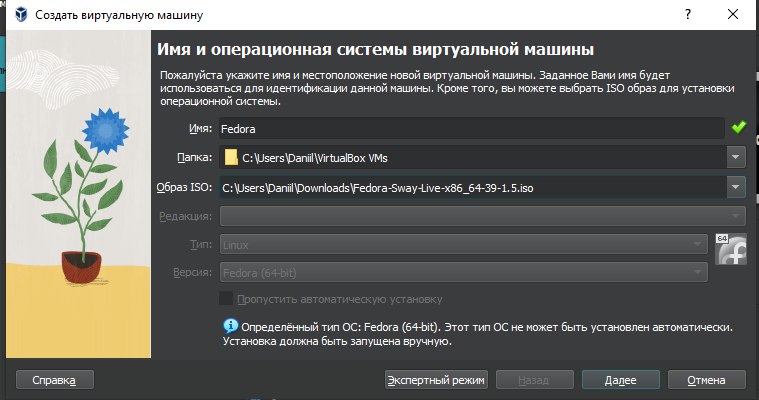 Создать виртуальную машину
?
Имя и операционная системы виртуальной машины
Пожалуйста укажите имя и местоположение новой виртуальной машины. Заданное Вами имя будет
использоваться для идентификации данной машины. Кроме того, вы можете выбрать ISO образ для установки
операционной системы.
Имя: Fedora
Папка: C:\Users\Daniil\VirtualBox VMs
Образ ISO: C:\Users\Daniil\Downloads\Fedora-Sway-Live-x86_64-39-1.5.iso
Редакция:
Тип: Linux
64
Версия: Fedora (64-bit)
Пропустить автоматическую установку
Определённый тип ОС: Fedora (64-bit). Этот тип ОС не может быть установлен автоматически.
Установка должна быть запущена вручную.
Справка Экспертный режим Назад Далее Отмена